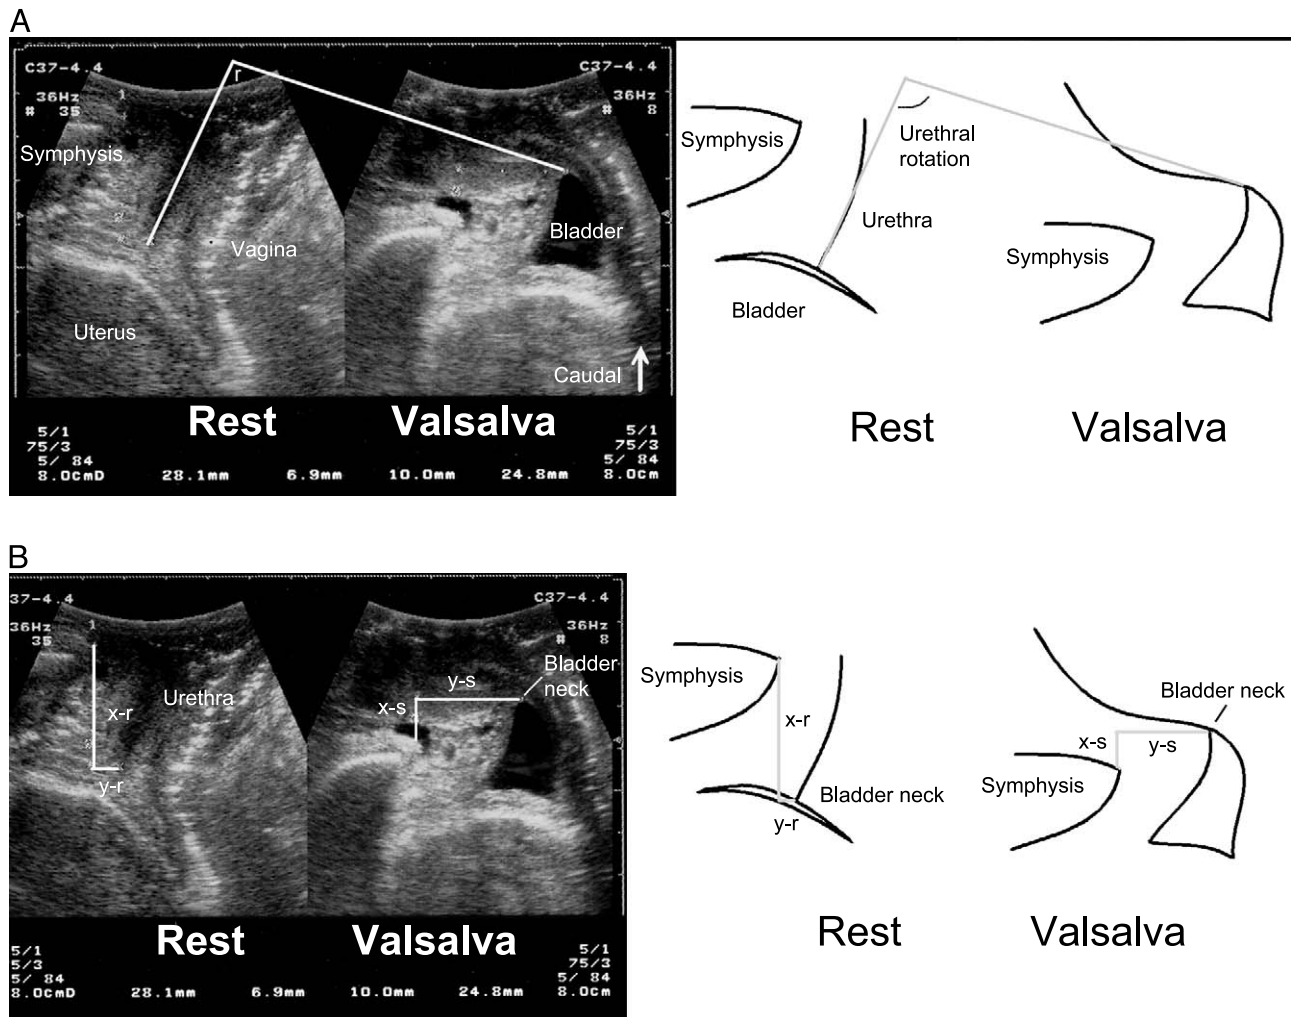 A
C37-4.4
36Hz
# 35
1
r
C37-4.4
36Hz
# 8
Symphysis
Vagina
Uterus
Bladder
Caudal
Rest
Valsalva
5/1
75/3
5/ 84
8.0cmD 28.1mm 6.9mm 10.0mm 24.8mm 8.0cm
5/1
75/3
5/ 84
Symphysis
Urethral
rotation
Urethra
Bladder
Symphysis
Rest
Valsalva
B
37-4.4
36Hz
35
1
C37-4.4
36Hz
# 8
Urethra
x-r
y-r
y-s
x-s
Bladder
neck
Rest
Valsalva
5/1
5/3
5/ 84
8.0cmD 28.1mm 6.9mm 10.0mm 24.8mm 8.0cm
5/1
75/3
5/ 84
Symphysis
x-r
Bladder neck
y-r
Bladder neck
x-s
y-s
Symphysis
Rest
Valsalva